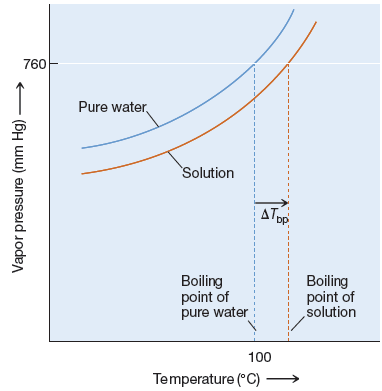 760
Pure water
Solution
ΔTbp
Boiling
point of
pure water
Boiling
point of
solution
100
Temperature (°C)
Vapor pressure (mm Hg)